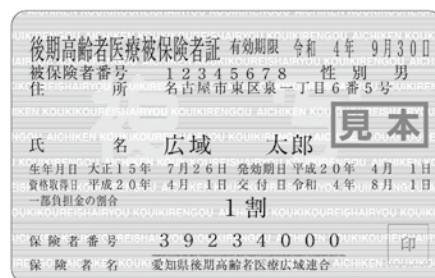 後期高齢者医療被保険者証 有効期限 令和 4年 9月30日
被保険者番号 12345678 性別 男
住所 名古屋市東区泉一丁目6番5号
見本
氏名 広域 太郎
生年月日 大正15年 7月26日 発効期日 平成20年 4月 1日
資格取得日 平成20年 4月 1日 交付日 令和 4年 8月 1日
一部負担金の割合
1割
保険者番号 39234000
保険者名 愛知県後期高齢者医療広域連合
印